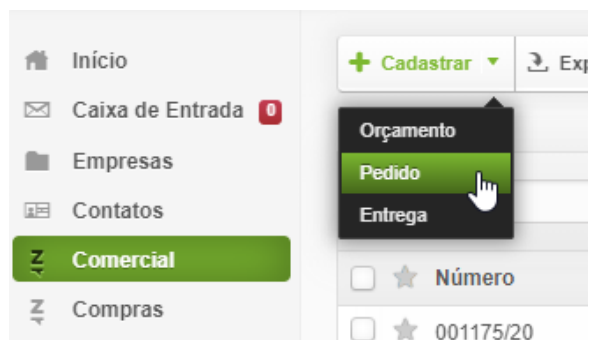 Início
Caixa de Entrada 0
Empresas
Contatos
Comercial
Compras
Cadastrar
Orçamento
Pedido
Entrega
Número
001175/20